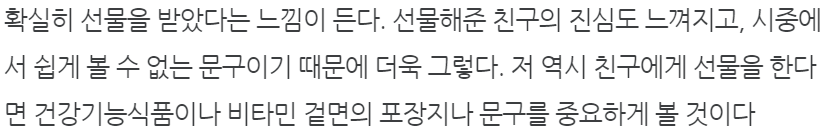 확실히 선물을 받았다는 느낌이 든다. 선물해준 친구의 진심도 느껴지고, 시중에
서 쉽게 볼 수 없는 문구이기 때문에 더욱 그렇다. 저 역시 친구에게 선물을 한다
면 건강기능식품이나 비타민 겉면의 포장지나 문구를 중요하게 볼 것이다